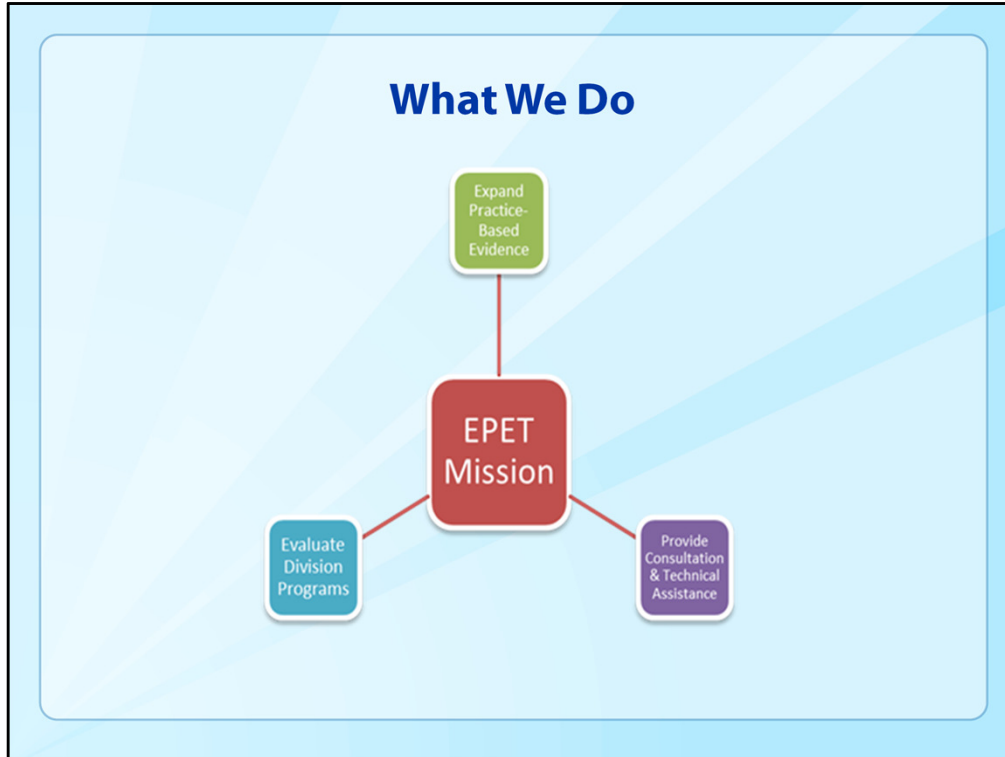 What We Do
Expand
Practice-
Based
Evidence
EPET
Mission
Evaluate
Division
Programs
Provide
Consultation
& Technical
Assistance